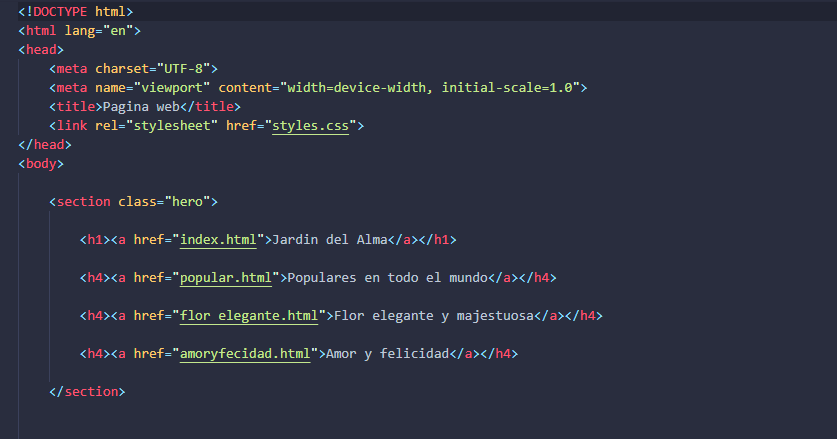 <!DOCTYPE html>
<html lang="en">
<head>
    <meta charset="UTF-8">
    <meta name="viewport" content="width=device-width, initial-scale=1.0">
    <title>Pagina web</title>
    <link rel="stylesheet" href="styles.css">
</head>
<body>
    <section class="hero">
        <h1><a href="index.html">Jardin del Alma</a></h1>
        <h4><a href="popular.html">Populares en todo el mundo</a></h4>
        <h4><a href="flor elegante.html">Flor elegante y majestuosa</a></h4>
        <h4><a href="amoryfecidad.html">Amor y felicidad</a></h4>
    </section>